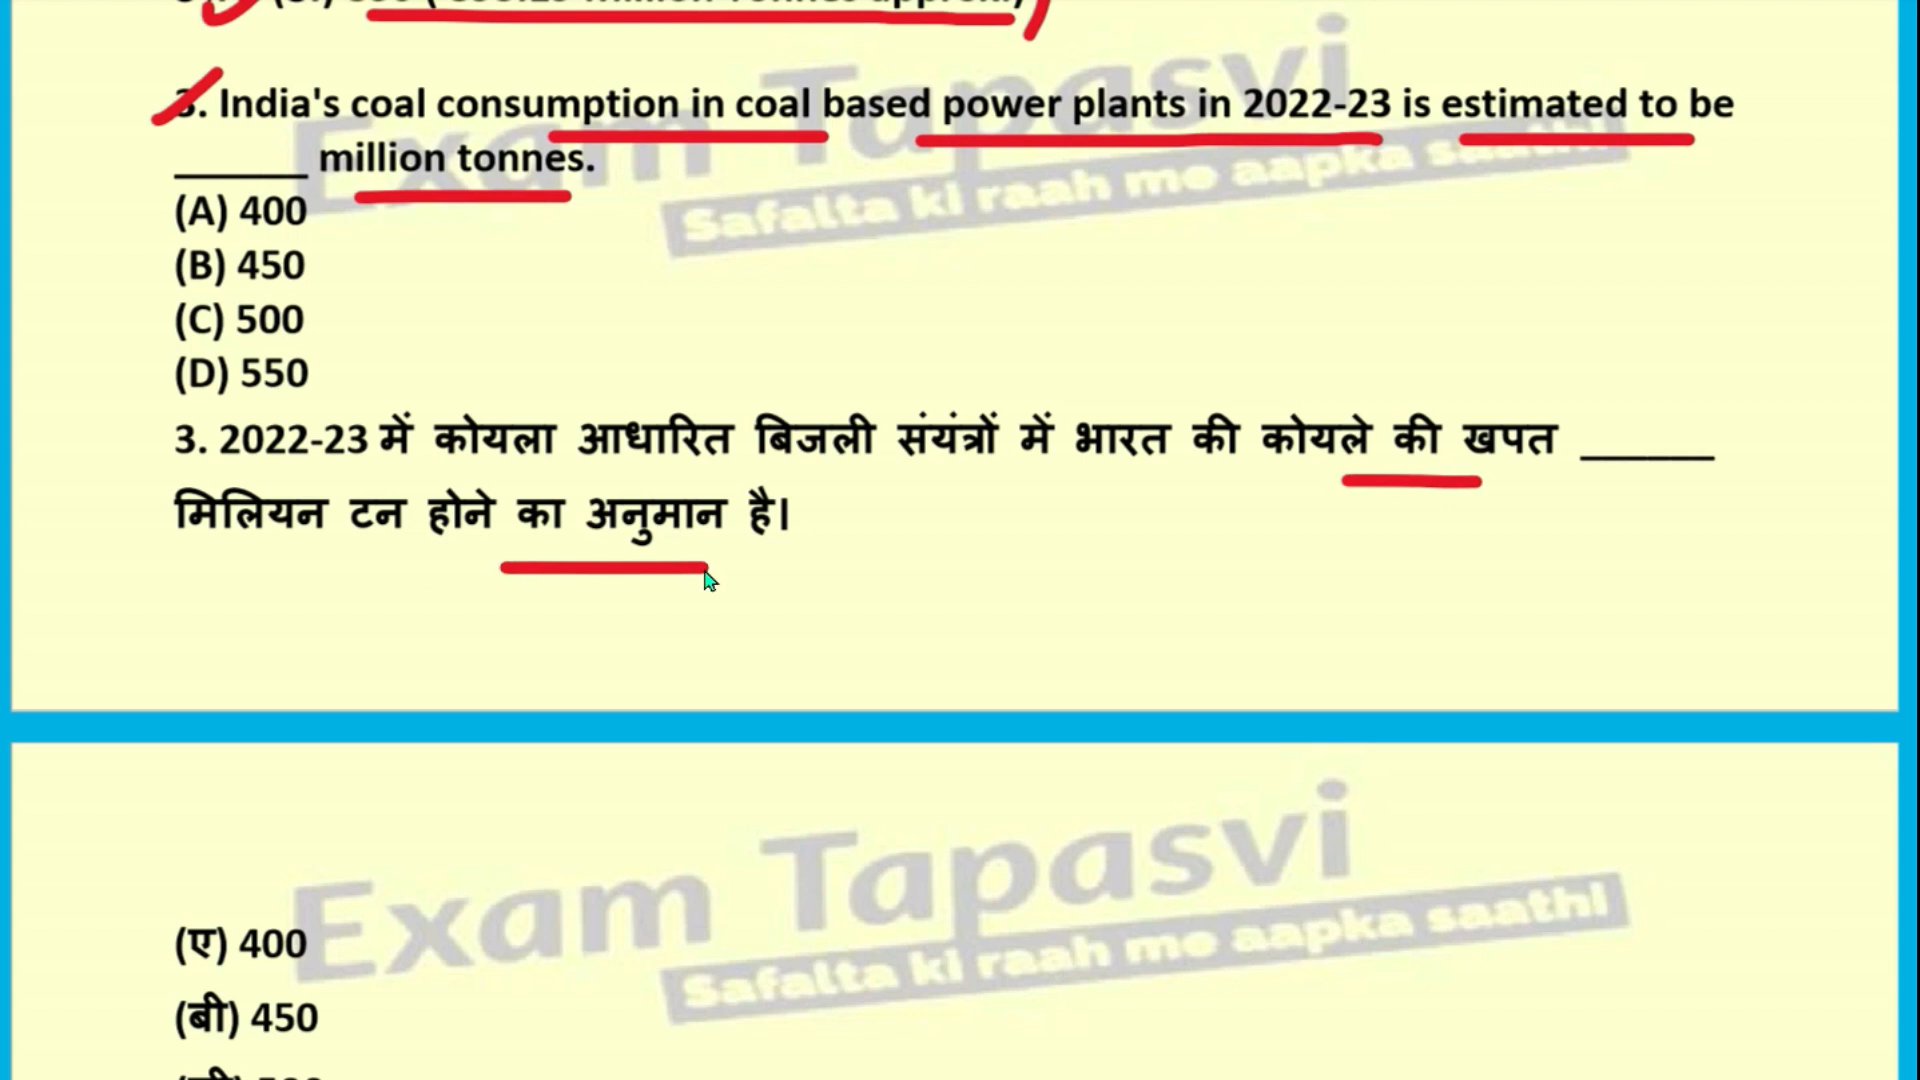 3. India's coal consumption in coal based power plants in 2022-23 is estimated to be
______ million tonnes.
(A) 400
(B) 450
(C) 500
(D) 550
3. 2022-23 में कोयला आधारित बिजली संयंत्रों में भारत की कोयले की खपत ______
मिलियन टन होने का अनुमान है।
Exam Tapasvi
Safalta ki raah me aapka saathi
(ए) 400
(बी) 450
Exam Tapasvi
Safalta ki raah me aapka saathi